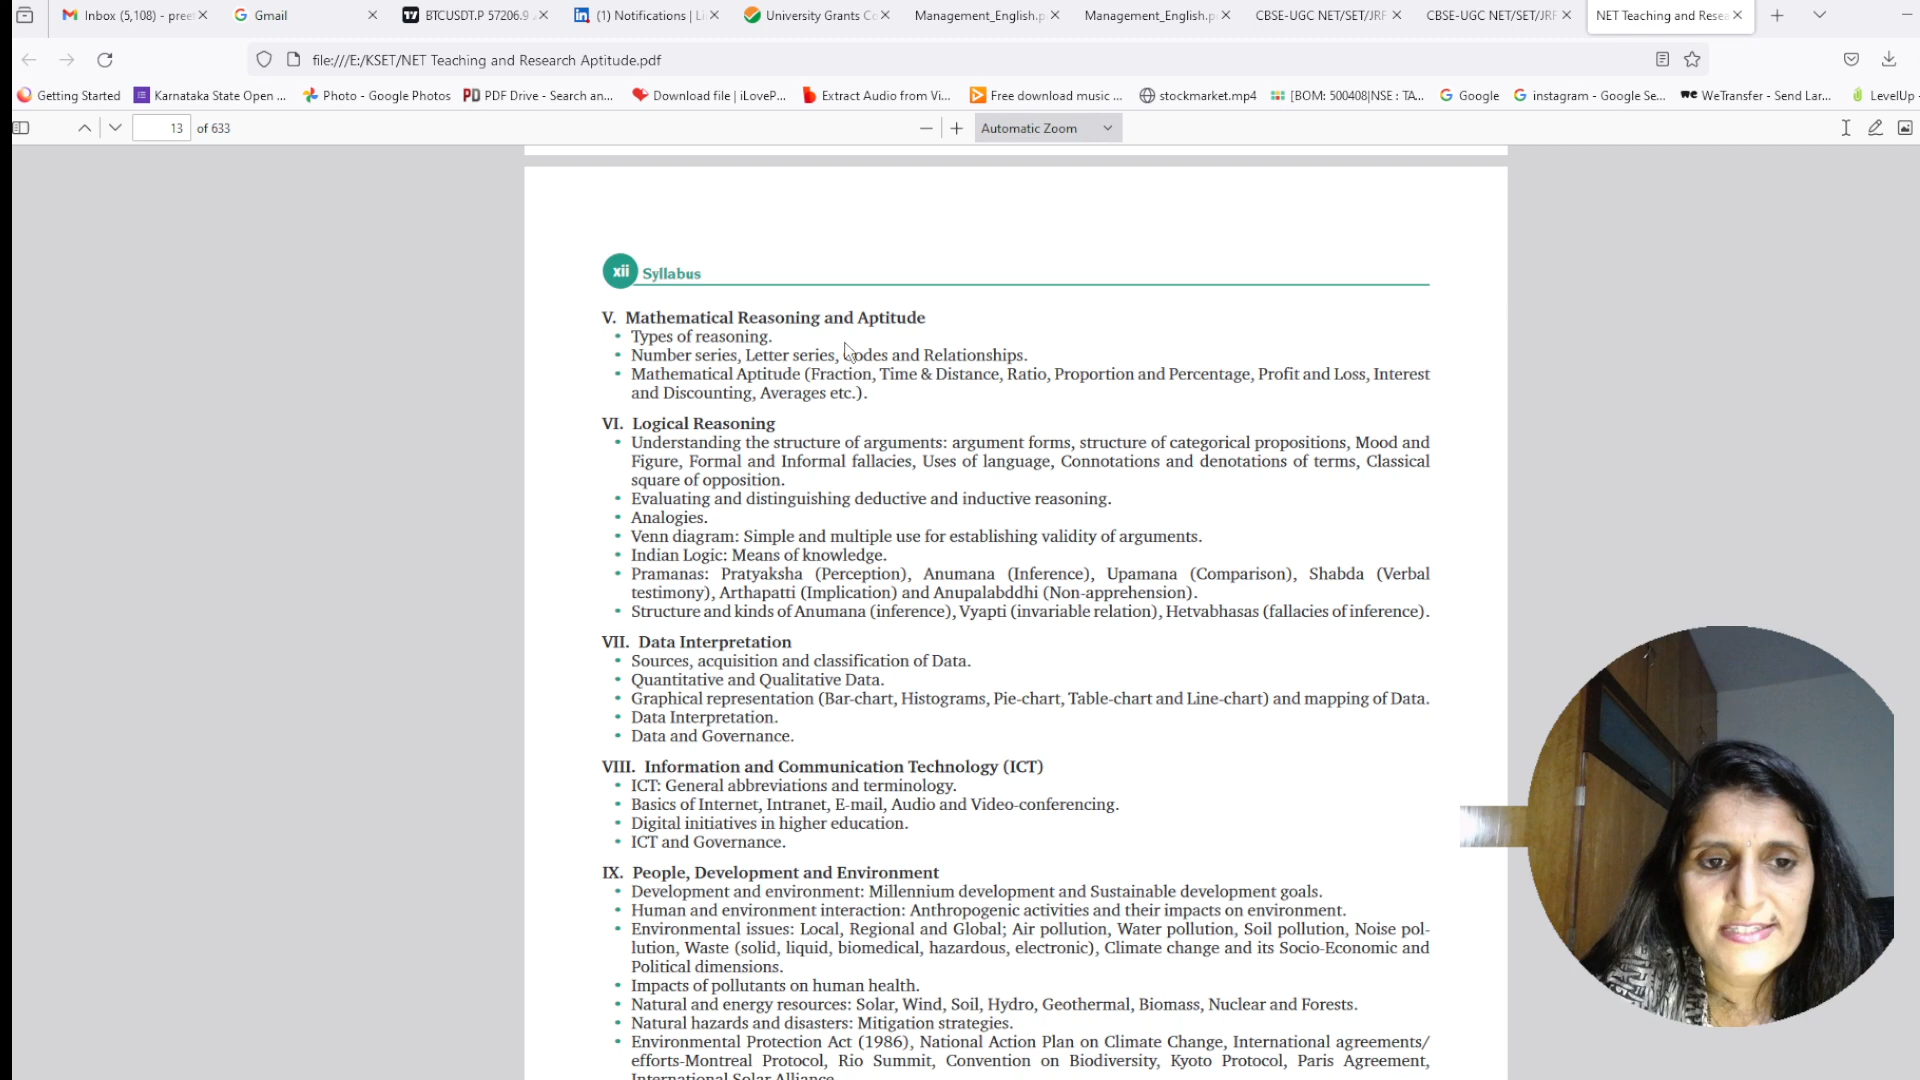 Inbox (5,108) - pree
Gmail
BTCUSDT.P 57206.9
(1) Notifications | Li
University Grants Co
Management_English.p
Management_English.p
CBSE-UGC NET/SET/JRF
CBSE-UGC NET/SET/JRF
NET Teaching and Resea
file:///E:/KSET/NET Teaching and Research Aptitude.pdf
Getting Started
Karnataka State Open ...
Photo - Google Photos
PD PDF Drive - Search an...
Download file | iLoveP...
Extract Audio from Vi...
Free download music ...
stockmarket.mp4
[BOM: 500408|NSE : TA...
Google
instagram - Google Se...
we WeTransfer - Send Lar...
LevelUp
13 of 633
Automatic Zoom
xii Syllabus
V. Mathematical Reasoning and Aptitude
• Types of reasoning.
• Number series, Letter series, Codes and Relationships.
• Mathematical Aptitude (Fraction, Time & Distance, Ratio, Proportion and Percentage, Profit and Loss, Interest
and Discounting, Averages etc.).
VI. Logical Reasoning
• Understanding the structure of arguments: argument forms, structure of categorical propositions, Mood and
Figure, Formal and Informal fallacies, Uses of language, Connotations and denotations of terms, Classical
square of opposition.
• Evaluating and distinguishing deductive and inductive reasoning.
• Analogies.
• Venn diagram: Simple and multiple use for establishing validity of arguments.
• Indian Logic: Means of knowledge.
• Pramanas: Pratyaksha (Perception), Anumana (Inference), Upamana (Comparison), Shabda (Verbal
testimony), Arthapatti (Implication) and Anupalabddhi (Non-apprehension).
• Structure and kinds of Anumana (inference), Vyapti (invariable relation), Hetvabhasas (fallacies of inference).
VII. Data Interpretation
• Sources, acquisition and classification of Data.
• Quantitative and Qualitative Data.
• Graphical representation (Bar-chart, Histograms, Pie-chart, Table-chart and Line-chart) and mapping of Data.
• Data Interpretation.
• Data and Governance.
VIII. Information and Communication Technology (ICT)
• ICT: General abbreviations and terminology.
• Basics of Internet, Intranet, E-mail, Audio and Video-conferencing.
• Digital initiatives in higher education.
• ICT and Governance.
IX. People, Development and Environment
• Development and environment: Millennium development and Sustainable development goals.
• Human and environment interaction: Anthropogenic activities and their impacts on environment.
• Environmental issues: Local, Regional and Global; Air pollution, Water pollution, Soil pollution, Noise pol-
lution, Waste (solid, liquid, biomedical, hazardous, electronic), Climate change and its Socio-Economic and
Political dimensions.
• Impacts of pollutants on human health.
• Natural and energy resources: Solar, Wind, Soil, Hydro, Geothermal, Biomass, Nuclear and Forests.
• Natural hazards and disasters: Mitigation strategies.
• Environmental Protection Act (1986), National Action Plan on Climate Change, International agreements/
efforts-Montreal Protocol, Rio Summit, Convention on Biodiversity, Kyoto Protocol, Paris Agreement,
International Solar Alliance